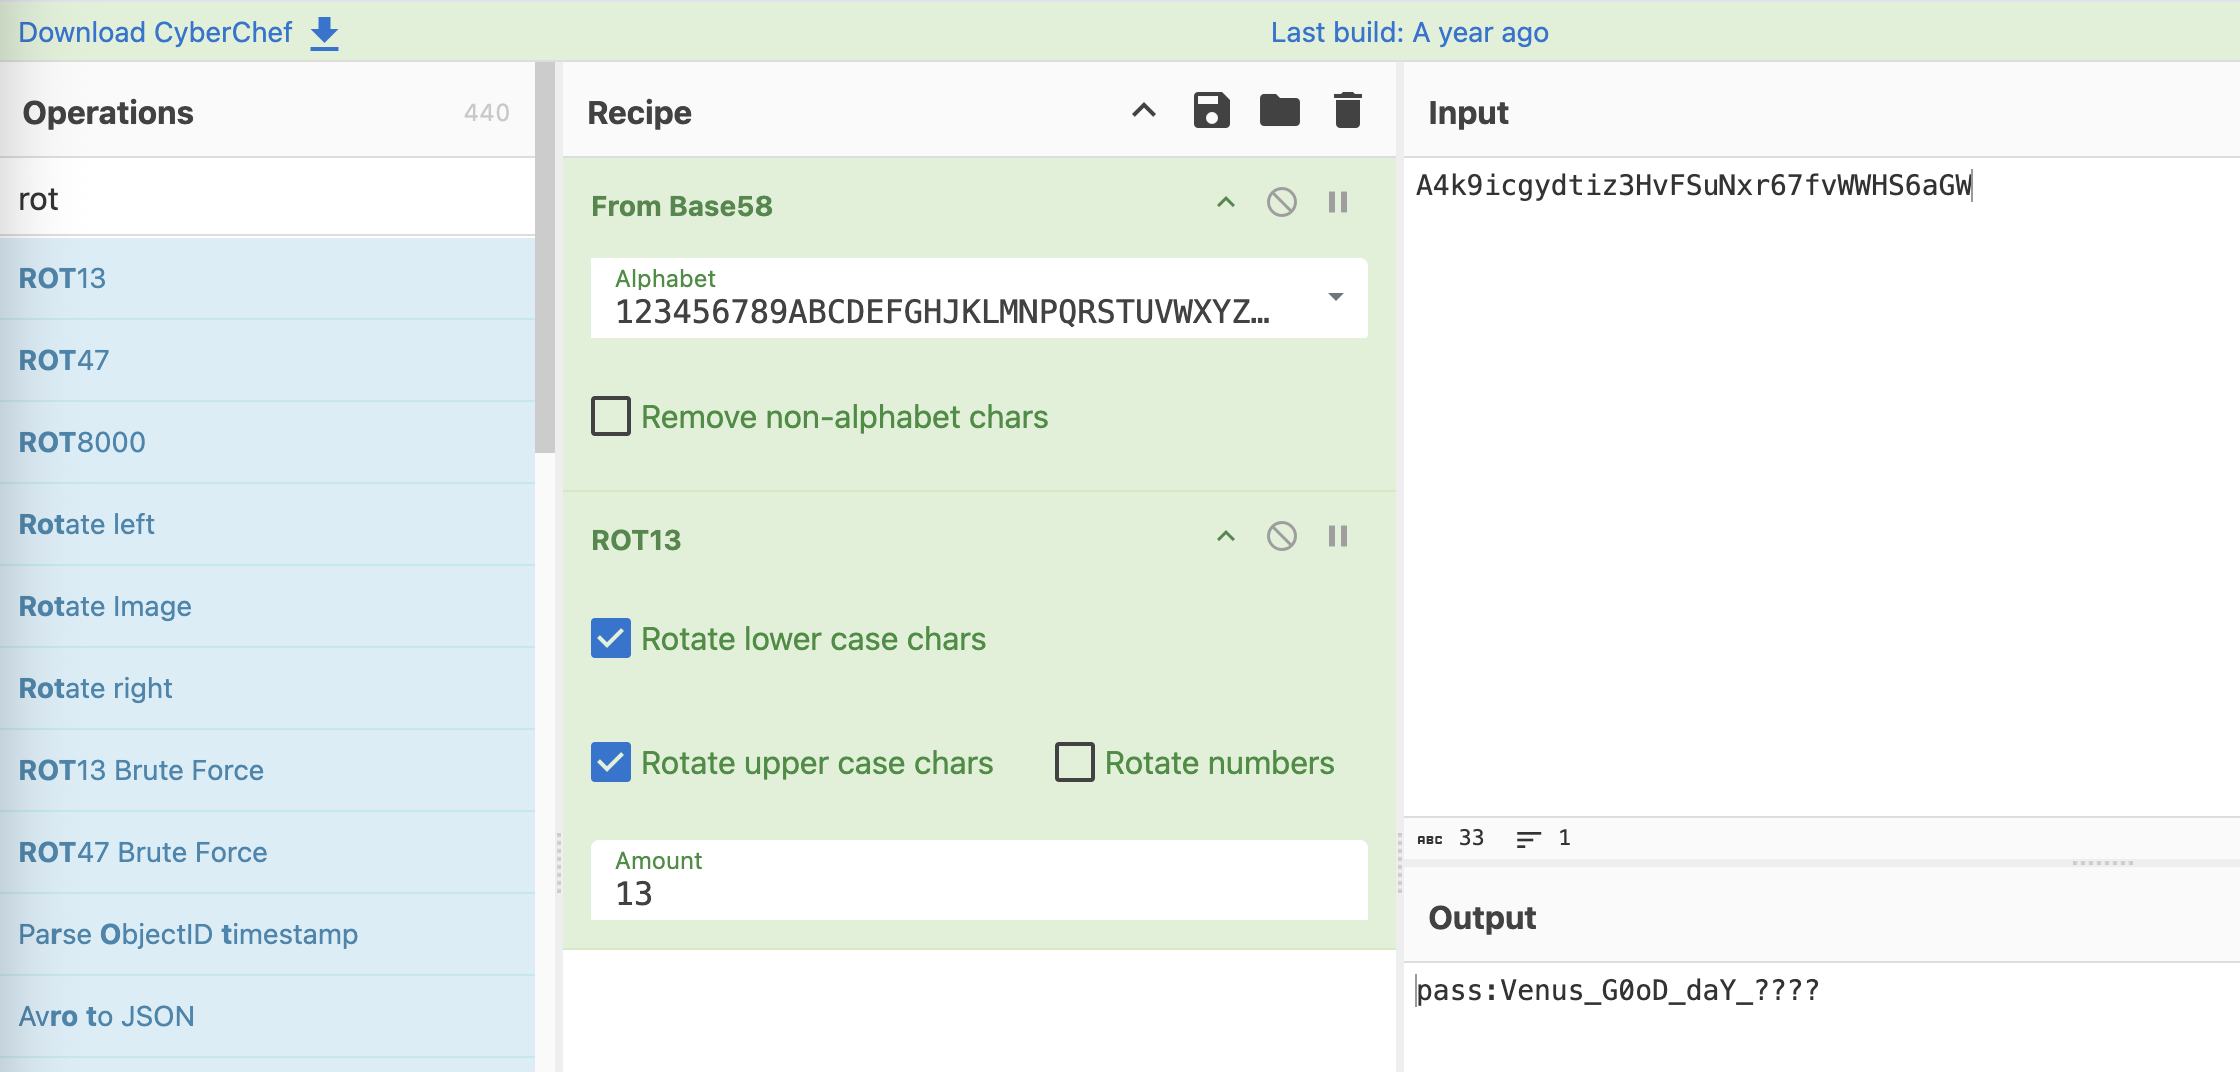 Download CyberChef
Last build: A year ago
Operations
440
rot
ROT13
ROT47
ROT8000
Rotate left
Rotate Image
Rotate right
ROT13 Brute Force
ROT47 Brute Force
Parse ObjectID timestamp
Avro to JSON
Recipe
From Base58
Alphabet
123456789ABCDEFGHJKLMNPQRSTUVWXYZ…
Remove non-alphabet chars
ROT13
Rotate lower case chars
Rotate upper case chars
Rotate numbers
Amount
13
Input
A4k9icgydtiz3HvFSuNxr67fvWWHS6aGW
ABC 33 1
Output
pass:Venus_G0oD_daY_????